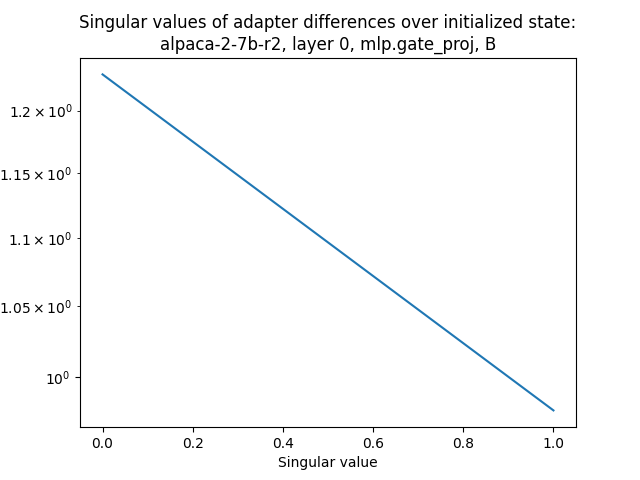 Singular values of adapter differences over initialized state:
alpaca-2-7b-r2, layer 0, mlp.gate_proj, B
1.2 × 10⁰
1.15 × 10⁰
1.1 × 10⁰
1.05 × 10⁰
10⁰
0.0 0.2 0.4 0.6 0.8 1.0
Singular value